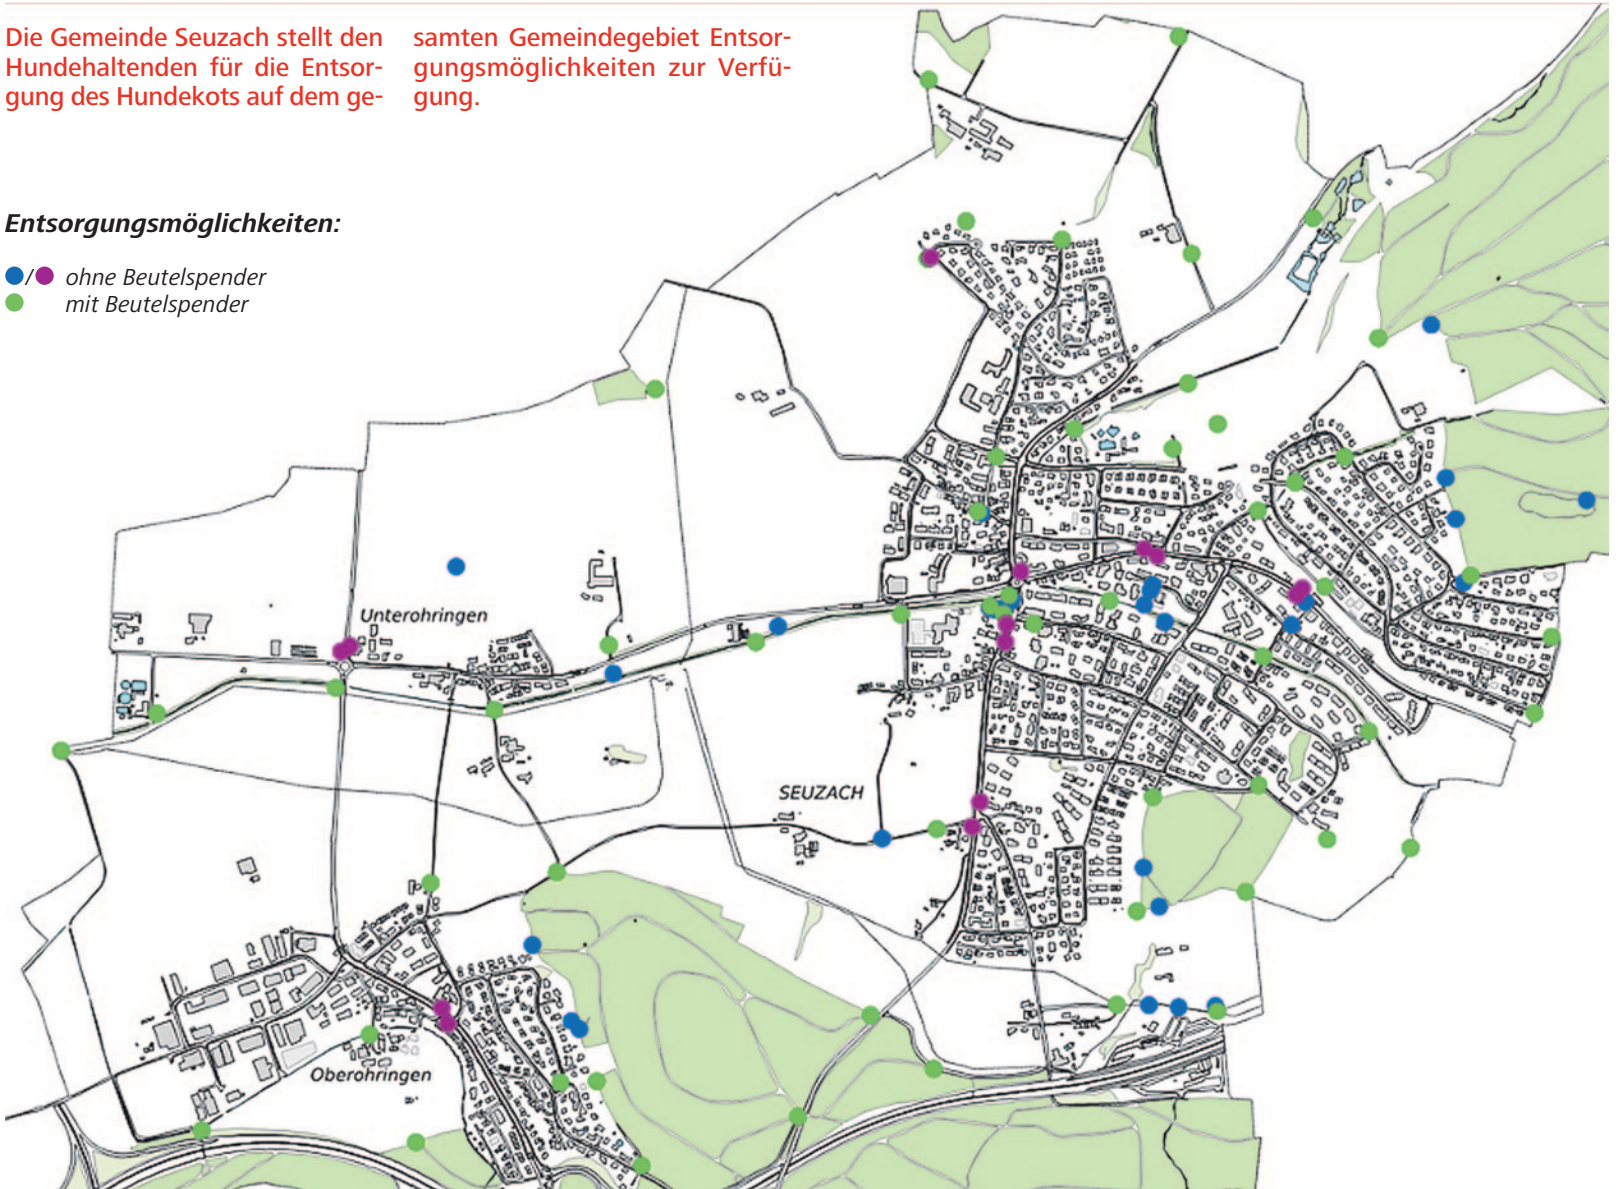 Die Gemeinde Seuzach stellt den
Hundehaltenden für die Entsor-
gung des Hundekots auf dem ge-
samten Gemeindegebiet Entsor-
gungsmöglichkeiten zur Verfü-
gung.
Entsorgungsmöglichkeiten:
/ ohne Beutelspender
mit Beutelspender
Unterohringen
SEUZACH
Oberohringen